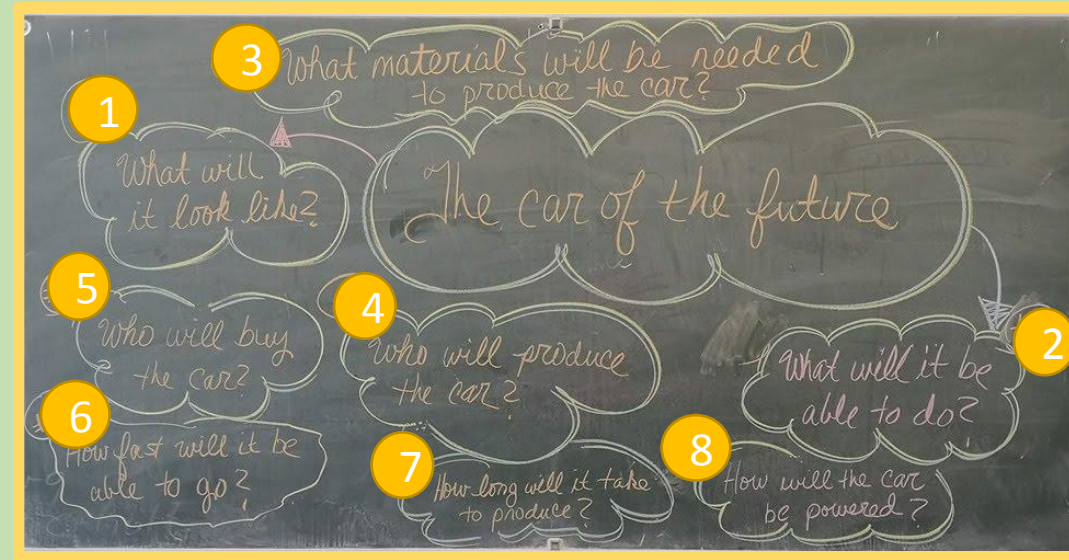 3
What materials will be needed
to produce the car?
1
What will
it look like?
The car of the future
5
Who will buy
the car?
4
Who will produce
the car?
2
What will it be
able to do?
6
How fast will it be
able to go?
7
How long will it take
to produce?
8
How will the car
be powered?